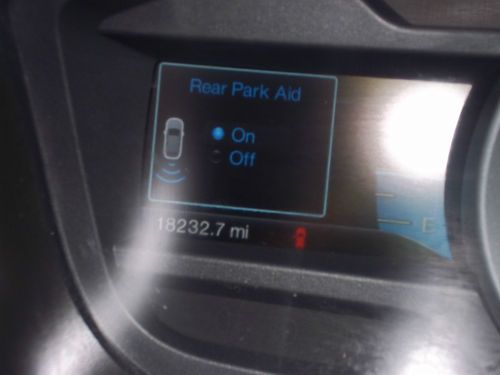 Rear Park Aid
On
Off
18232.7 mi
E